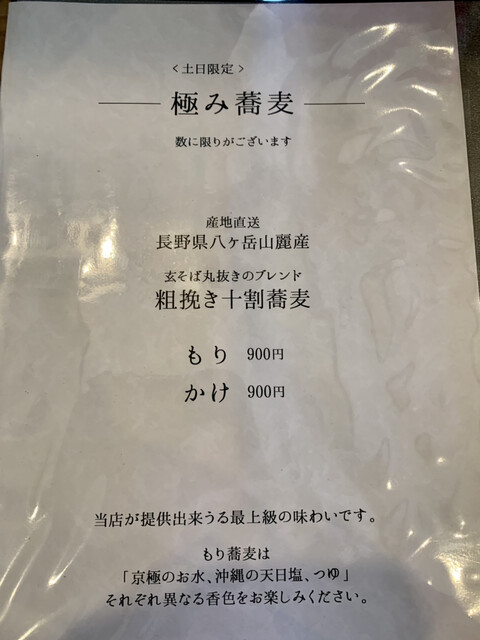 ＜土日限定＞
極み蕎麦
数に限りがございます
産地直送
長野県八ヶ岳山麗産
玄そば丸抜きのブレンド
粗挽き十割蕎麦
もり 900円
かけ 900円
当店が提供出来うる最上級の味わいです。
もり蕎麦は
「京極のお水、沖縄の天日塩、つゆ」
それぞれ異なる香色をお楽しみください。